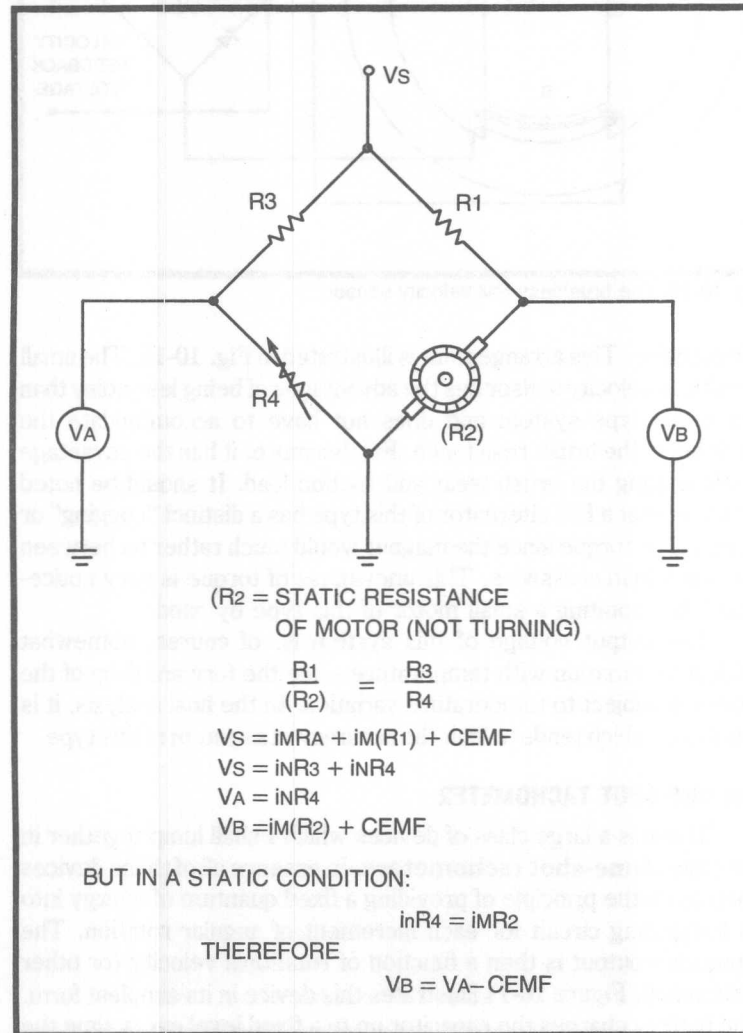 VS
R3
R1
R4
(R2)
VA
VB
(R2 = STATIC RESISTANCE
OF MOTOR (NOT TURNING)
R1 / (R2) = R3 / R4
VS = iMRA + iM(R1) + CEMF
VS = iNR3 + iNR4
VA = iNR4
VB = iM(R2) + CEMF
BUT IN A STATIC CONDITION:
inR4 = iMR2
THEREFORE
VB = VA– CEMF